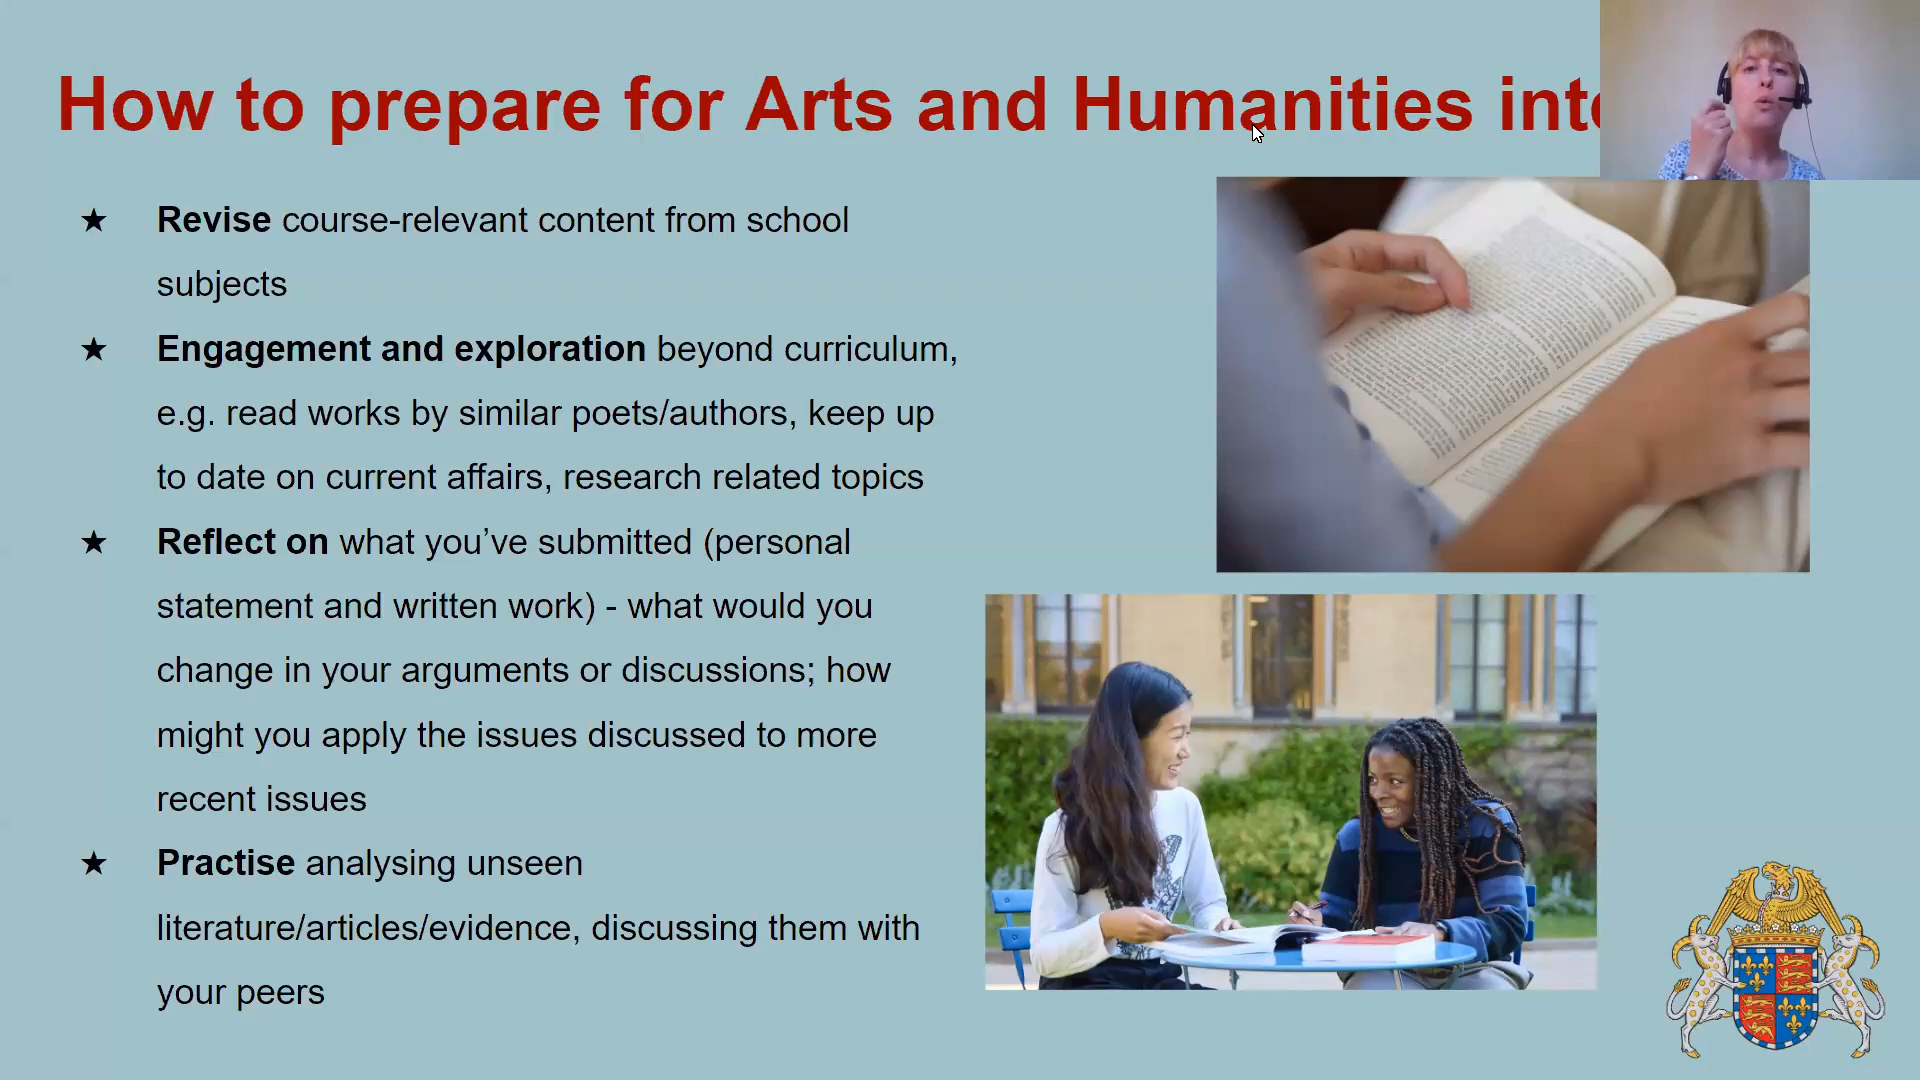 How to prepare for Arts and Humanities inte
★ Revise course-relevant content from school
subjects
★ Engagement and exploration beyond curriculum,
e.g. read works by similar poets/authors, keep up
to date on current affairs, research related topics
★ Reflect on what you’ve submitted (personal
statement and written work) - what would you
change in your arguments or discussions; how
might you apply the issues discussed to more
recent issues
★ Practise analysing unseen
literature/articles/evidence, discussing them with
your peers